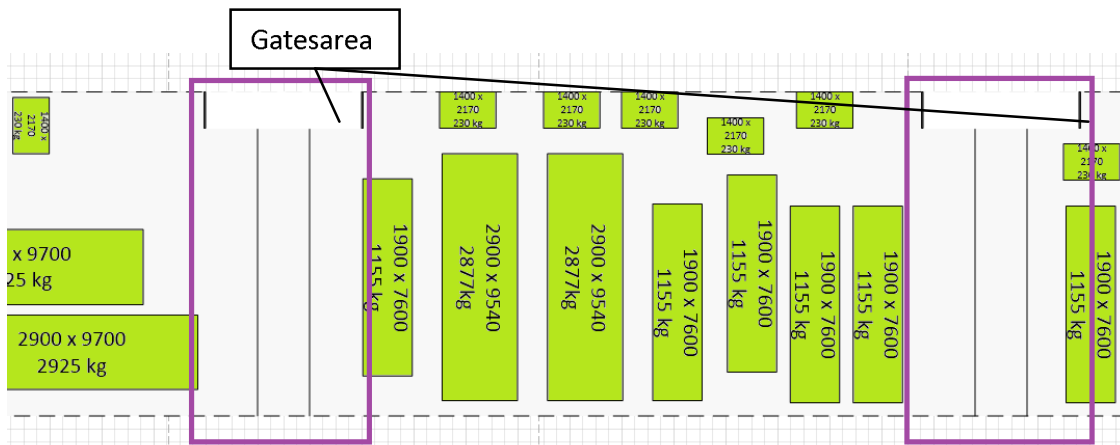 Gatesarea
1400 x
2170
230 kg
1400 x
2170
230 kg
1400 x
2170
230 kg
1400 x
2170
230 kg
1400 x
2170
230 kg
1400 x
2170
230 kg
1400 x
2170
230 kg
x 9700
25 kg
2900 x 9700
2925 kg
1900 x 7600
1155 kg
2900 x 9540
2877kg
2900 x 9540
2877kg
1900 x 7600
1155 kg
1900 x 7600
1155 kg
1900 x 7600
1155 kg
1900 x 7600
1155 kg
1900 x 7600
1155 kg